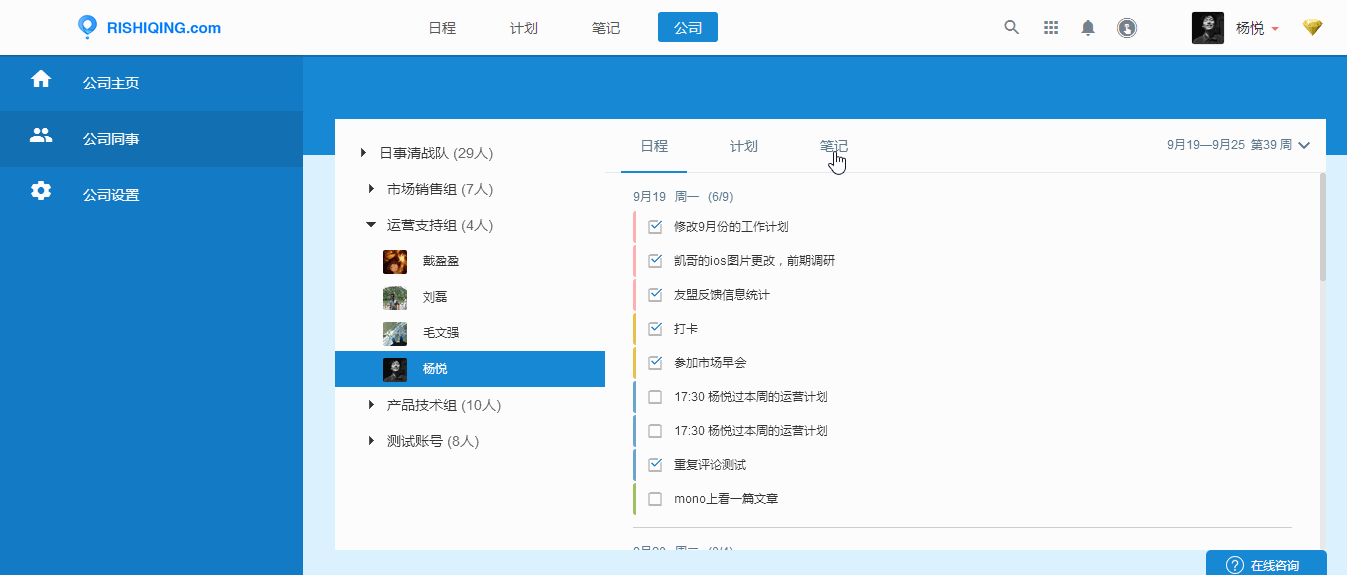 RISHIQING.com
日程 计划 笔记 公司
杨悦
公司主页
公司同事
公司设置
日事清战队 (29人)
市场销售组 (7人)
运营支持组 (4人)
戴盈盈
刘磊
毛文强
杨悦
产品技术组 (10人)
测试账号 (8人)
日程 计划 笔记
9月19—9月25 第39周
9月19 周一 (6/9)
修改9月份的工作计划
凯哥的ios图片更改，前期调研
友盟反馈信息统计
打卡
参加市场早会
17:30 杨悦过本周的运营计划
17:30 杨悦过本周的运营计划
重复评论测试
mono上看一篇文章
在线咨询